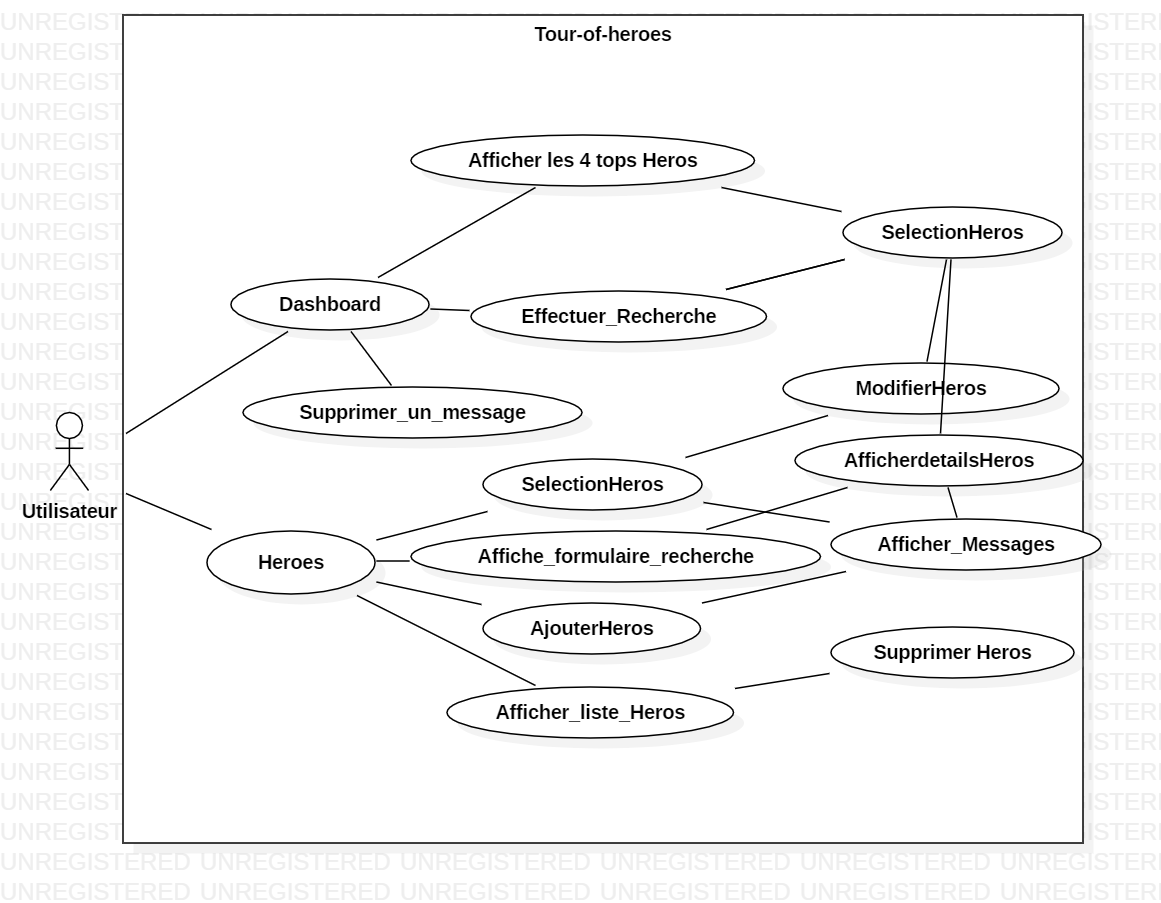 Tour-of-heroes
Afficher les 4 tops Heros
SelectionHeros
Dashboard
Effectuer_Recherche
ModifierHeros
Supprimer_un_message
AfficherdetailsHeros
SelectionHeros
Utilisateur
Afficher_Messages
Affiche_formulaire_recherche
Heroes
AjouterHeros
Supprimer Heros
Afficher_liste_Heros
UNREGISTERED UNREGISTERED UNREGISTERED UNREGISTERED UNREGISTERED UNREGISTERED
UNREGISTERED UNREGISTERED UNREGISTERED UNREGISTERED UNREGISTERED UNREGISTERED